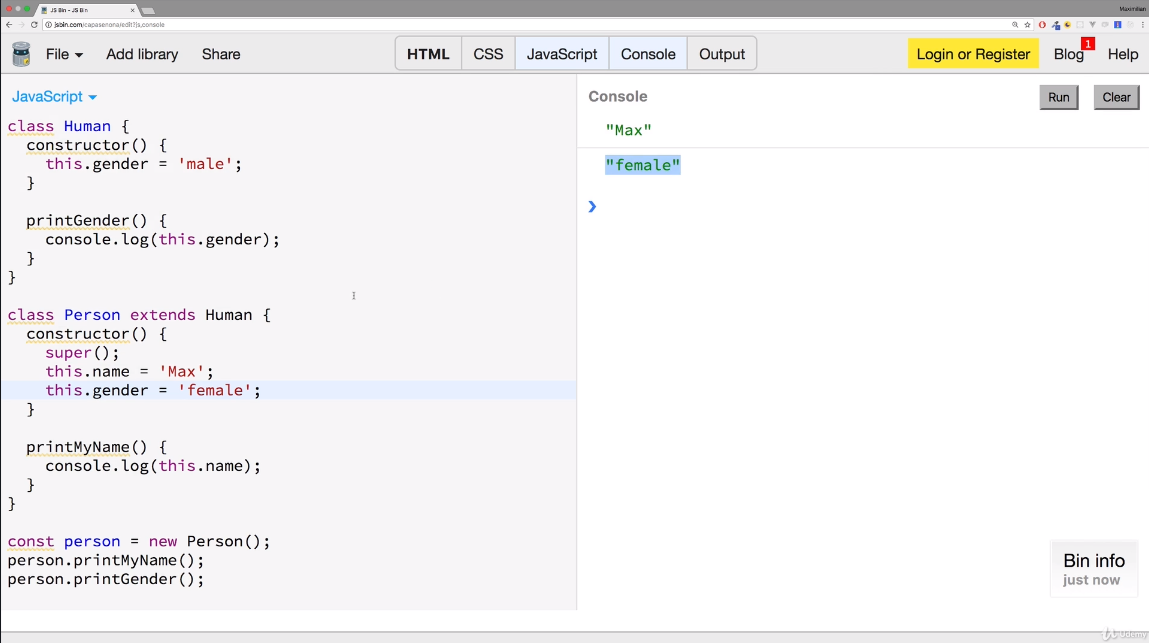 JS Bin - JS Bin
Maximilian
jsbin.com/capasenona/edit?js,console
File
Add library
Share
HTML
CSS
JavaScript
Console
Output
Login or Register
Blog
1
Help
JavaScript
class Human {
constructor() {
this.gender = 'male';
}
printGender() {
console.log(this.gender);
}
}
class Person extends Human {
constructor() {
super();
this.name = 'Max';
this.gender = 'female';
}
printMyName() {
console.log(this.name);
}
}
const person = new Person();
person.printMyName();
person.printGender();
Console
Run
Clear
"Max"
"female"
Bin info
just now
Udemy